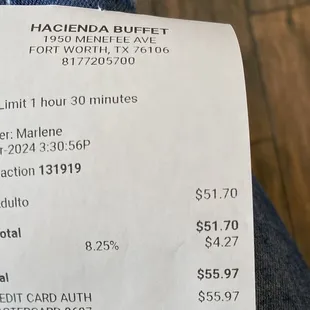 HACIENDA BUFFET
1950 MENEFEE AVE
FORT WORTH, TX 76106
8177205700
Limit 1 hour 30 minutes
er: Marlene
r-2024 3:30:56P
action 131919
dulto $51.70
otal $51.70
8.25% $4.27
al $55.97
EDIT CARD AUTH $55.97